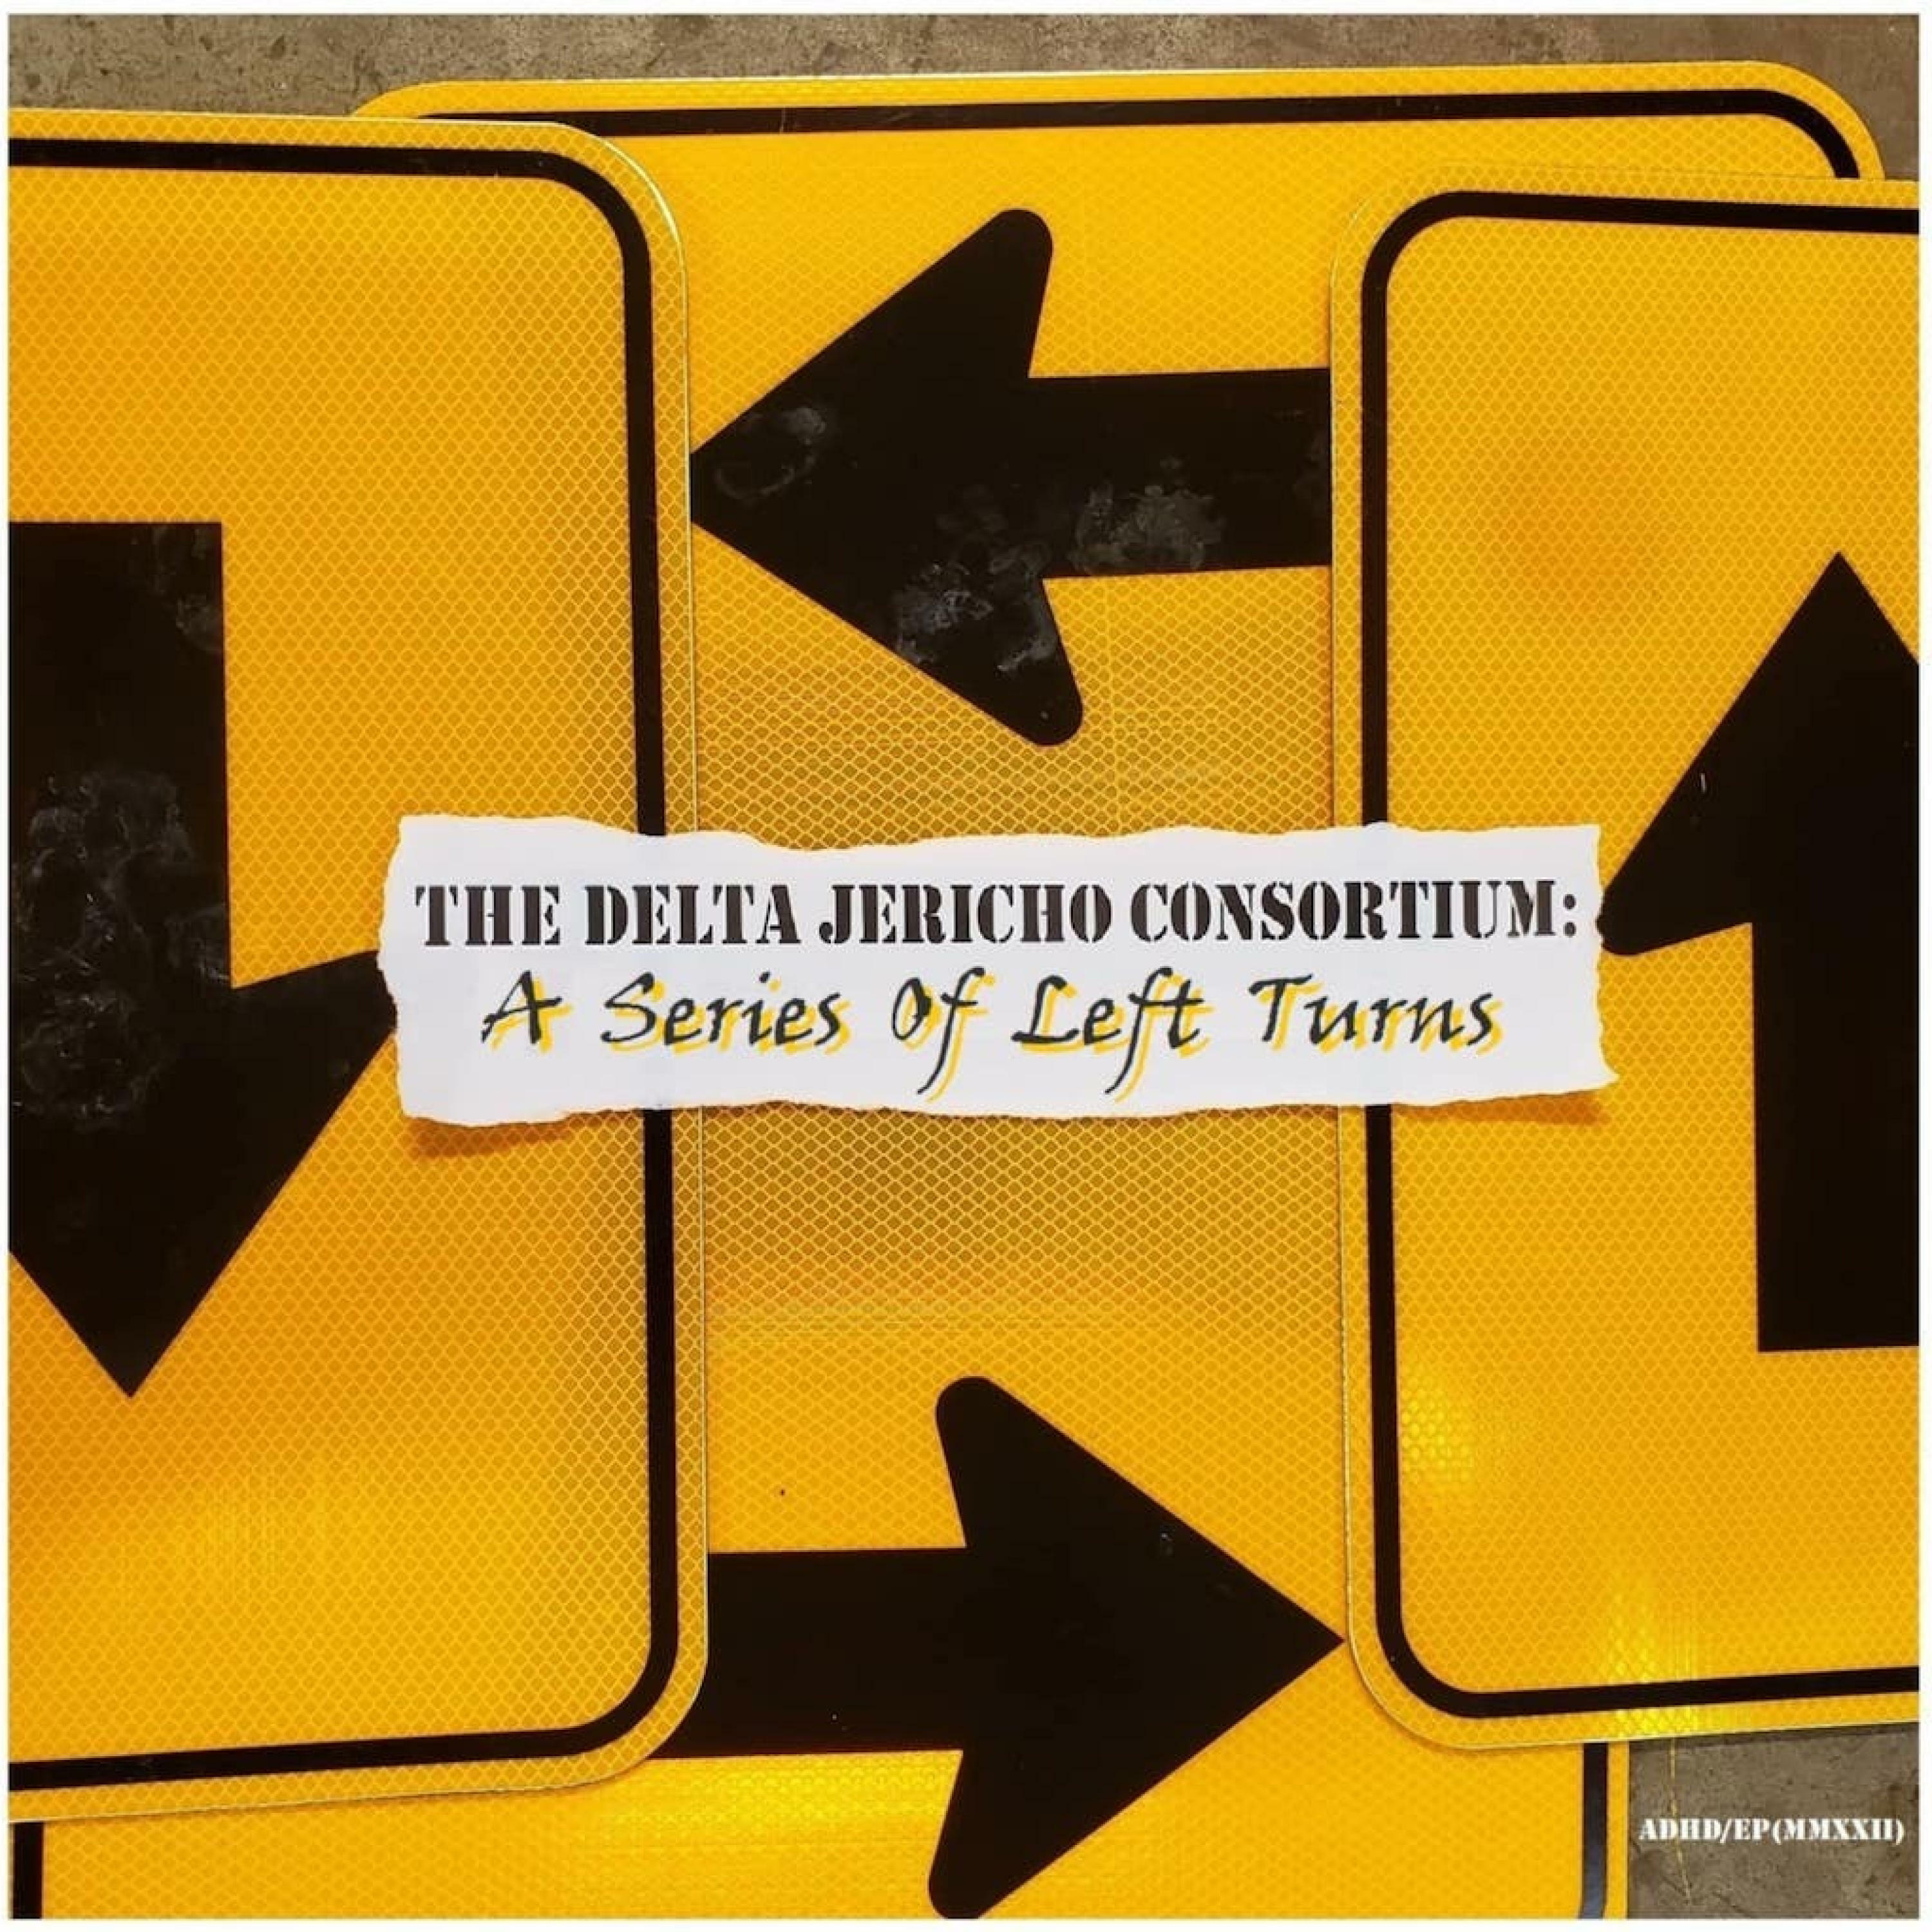 THE DELTA JERICHO CONSORTIUM:
A Series Of Left Turns
ADHD/EP(MMXXII)